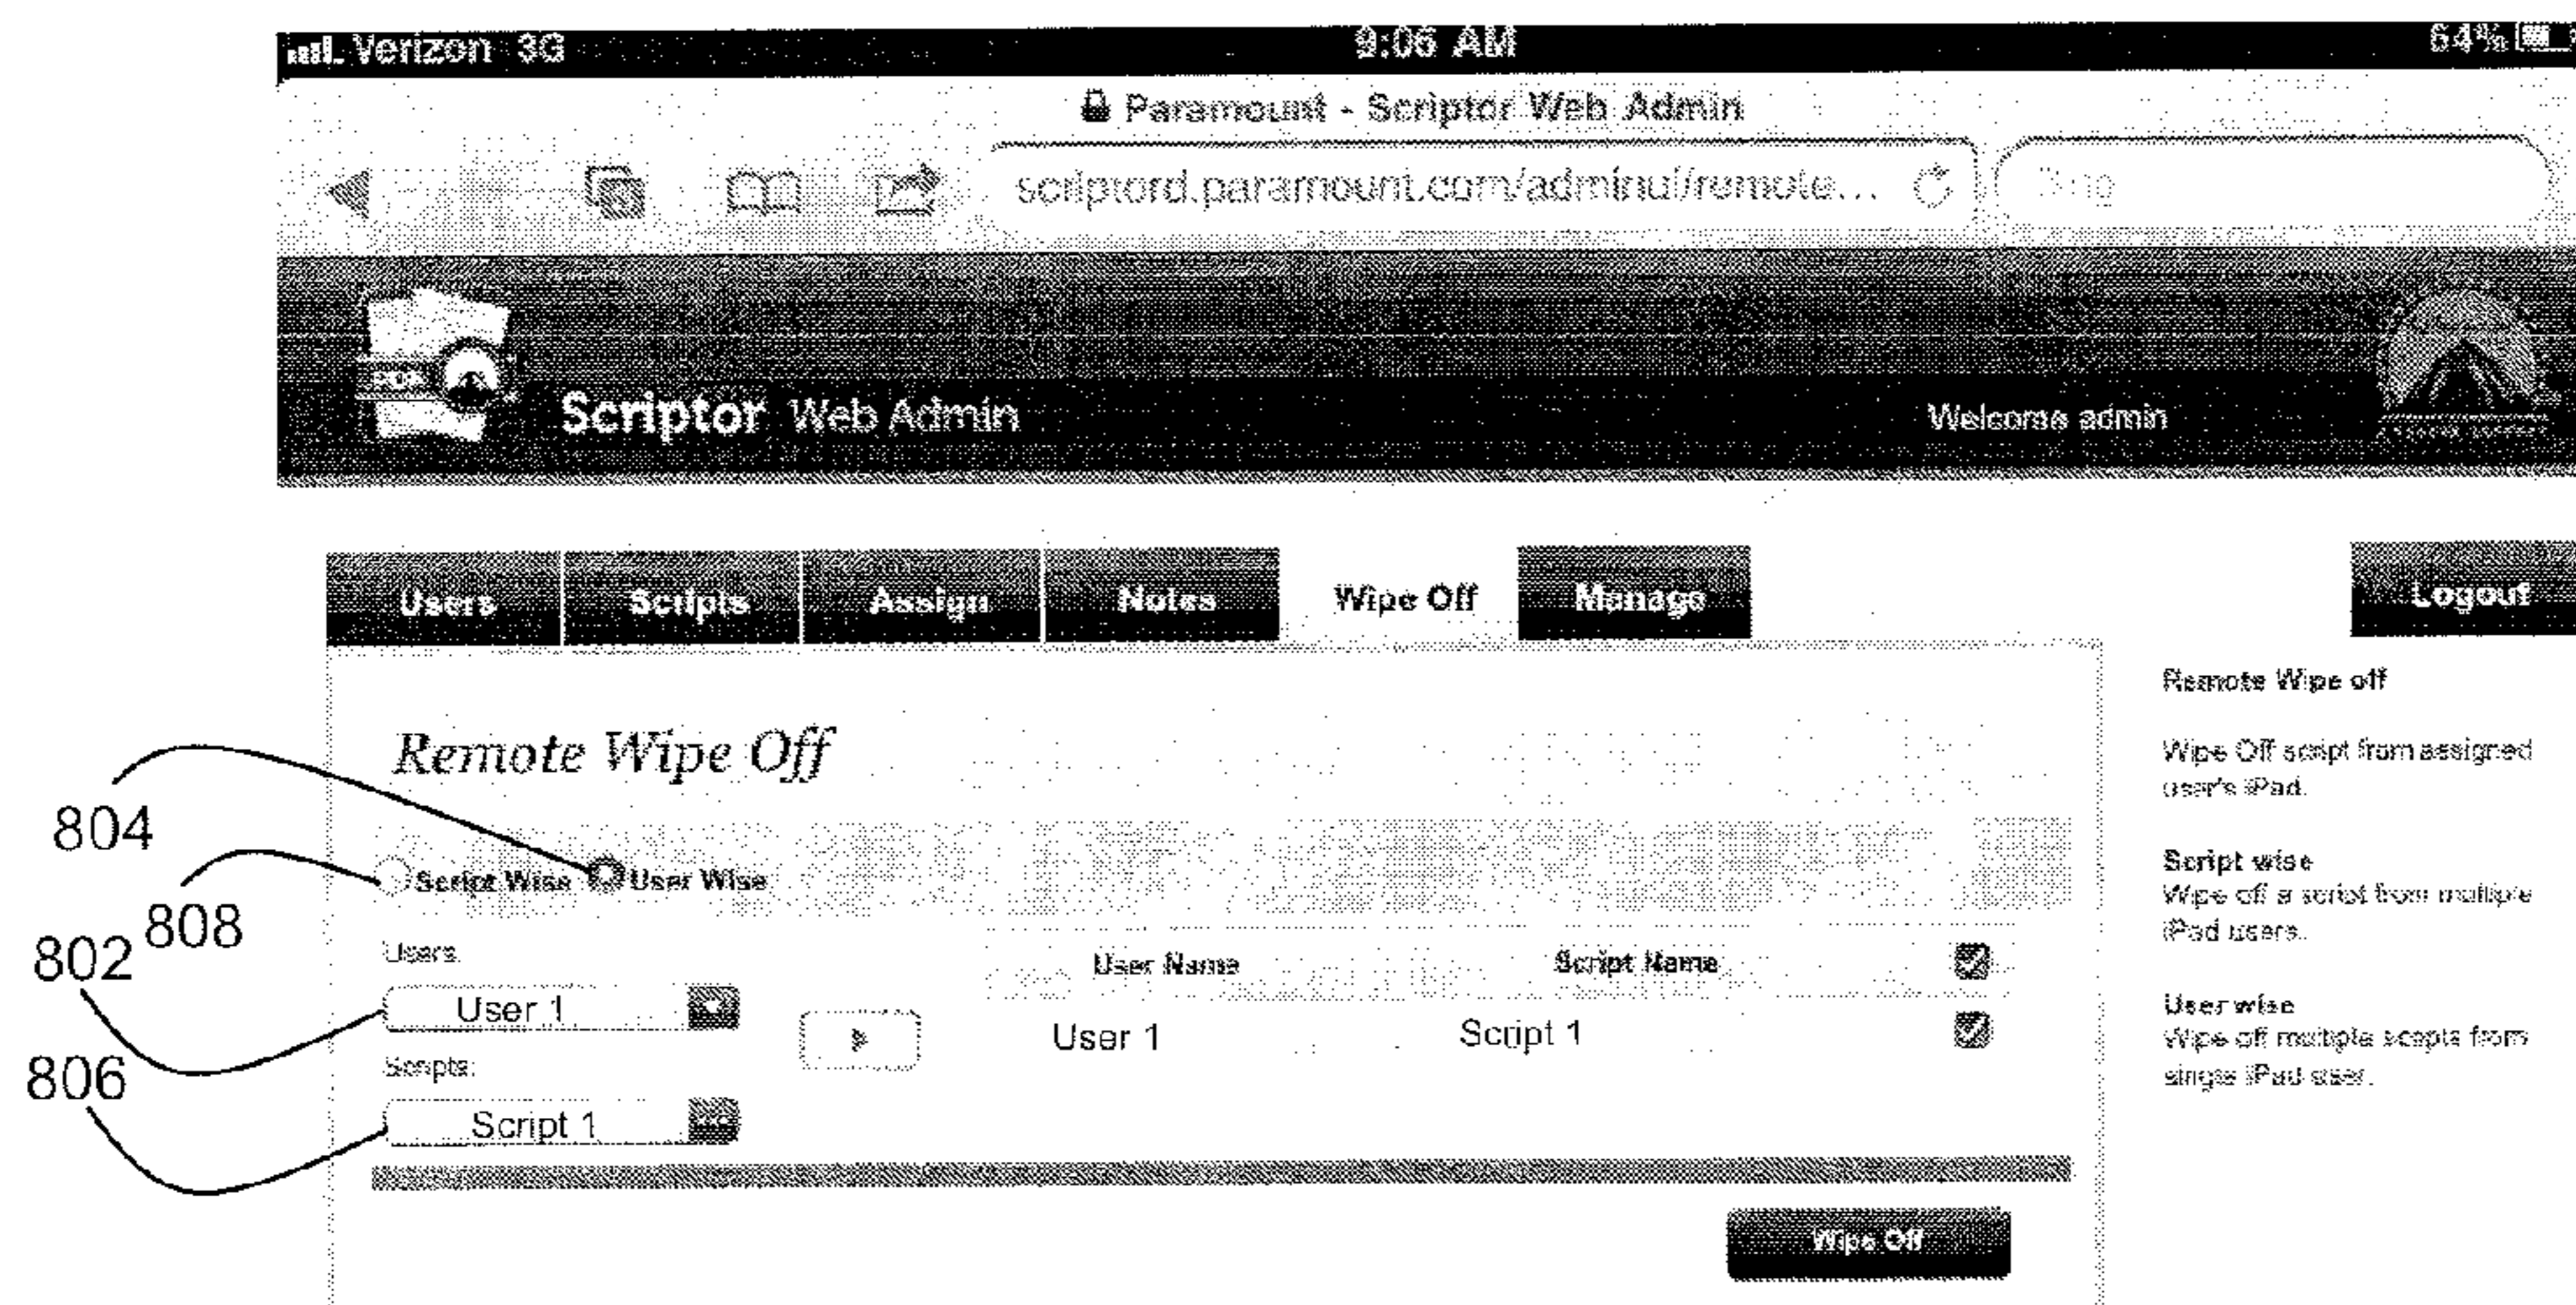 Verizon 3G 9:06 AM 64%
Paramount - Scriptor Web Admin
scriptord.paramount.com/adminui/remote... Bing
Scriptor Web Admin Welcome admin
Users Scripts Assign Notes Wipe Off Manage Logout
Remote Wipe Off
Script Wise User Wise
Users:
User 1
Scripts:
Script 1
User Name Script Name
User 1 Script 1
Wipe Off
Remote Wipe off
Wipe Off script from assigned
user's iPad.
Script wise
Wipe off a script from multiple
iPad users.
User wise
Wipe off multiple scripts from
single iPad user.
804
808
802
806